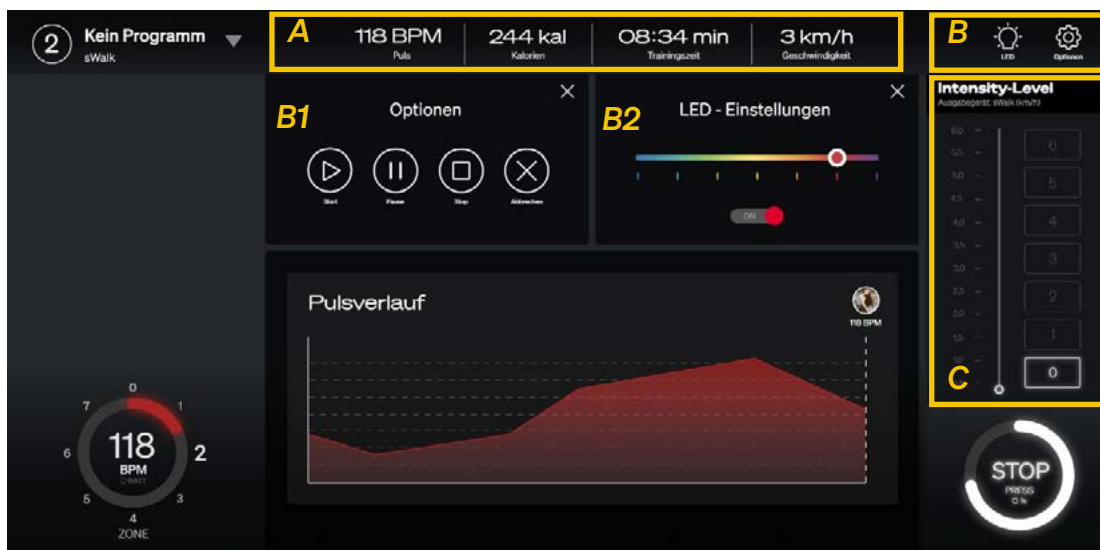 2
Kein Programm
sWalk
A
118 BPM
Puls
244 kal
Kalorien
08:34 min
Trainingszeit
3 km/h
Geschwindigkeit
B
LED
Optionen
B1
Optionen
Start
Pause
Stop
Abbrechen
B2
LED - Einstellungen
ON
Intensity-Level
Ausgabegerät: sWalk (km/h)
6,0
5,5
5,0
4,5
4,0
3,5
3,0
2,5
2,0
1,5
1,0
6
5
4
3
2
1
0
C
Pulsverlauf
118 BPM
0
1
2
3
4
5
6
7
118
BPM
ZONE
STOP
PRESS